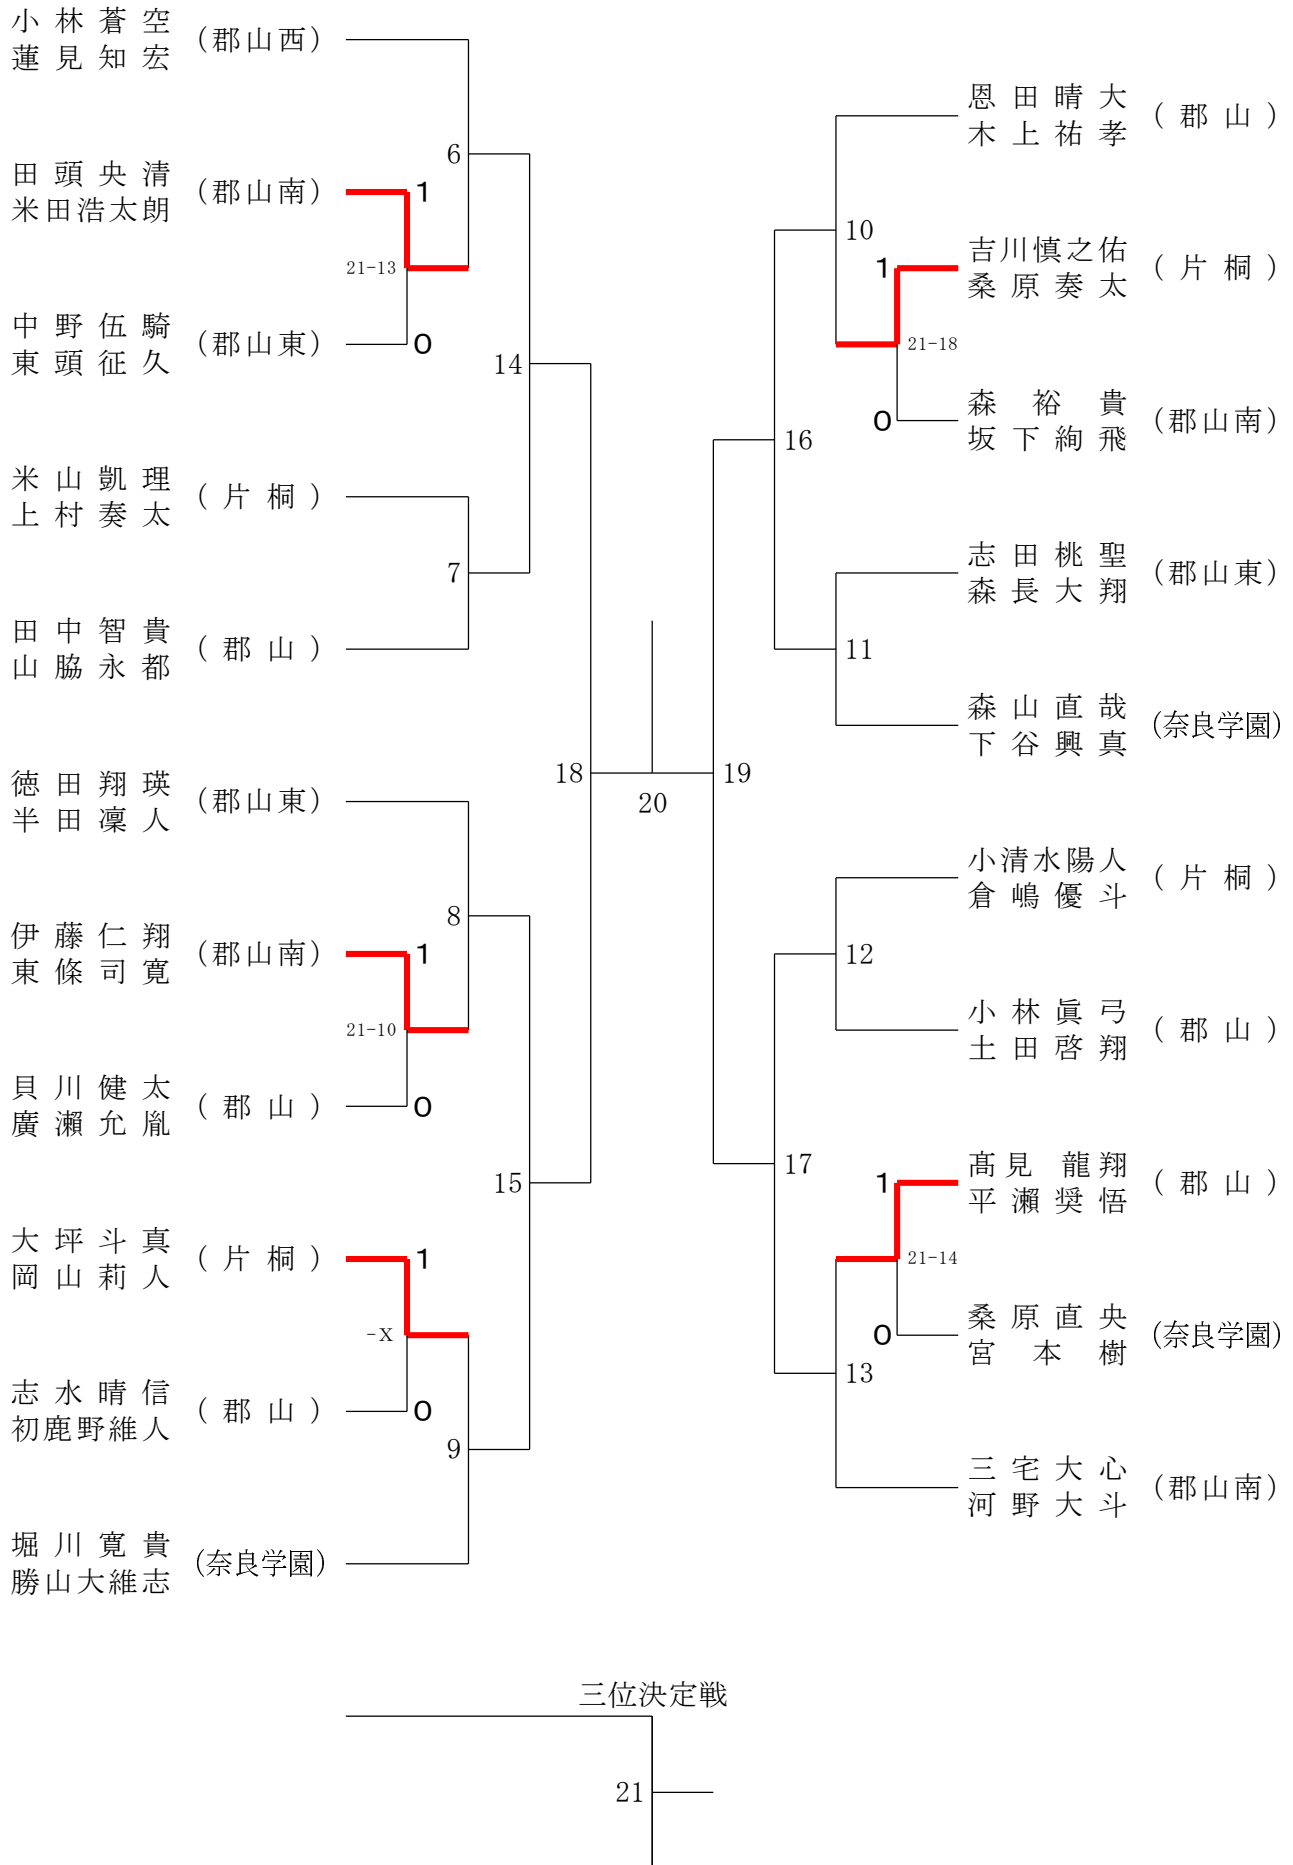 小林蒼空
蓮見知宏
(郡山西)
6
田頭央清
米田浩太朗
(郡山南)
1
21-13
中野伍騎
東頭征久
(郡山東)
0
14
米山凱理
上村奏太
(片桐)
7
田中智貴
山脇永都
(郡山)
18
徳田翔瑛
半田凜人
(郡山東)
8
伊藤仁翔
東條司寛
(郡山南)
1
21-10
貝川健太
廣瀬允胤
(郡山)
0
15
大坪斗真
岡山莉人
(片桐)
1
-X
志水晴信
初鹿野維人
(郡山)
0
9
堀川寛貴
勝山大維志
(奈良学園)
20
恩田晴大
木上祐孝
(郡山)
10
吉川慎之佑
桑原奏太
(片桐)
1
21-18
森裕貴
坂下絢飛
(郡山南)
0
16
志田桃聖
森長大翔
(郡山東)
11
森山直哉
下谷興真
(奈良学園)
19
小清水陽人
倉嶋優斗
(片桐)
12
小林眞弓
土田啓翔
(郡山)
17
髙見龍翔
平瀬奨悟
(郡山)
1
21-14
桑原直央
宮本樹
(奈良学園)
0
13
三宅大心
河野大斗
(郡山南)
三位決定戦
21